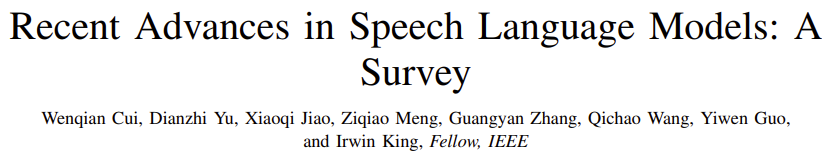 Recent Advances in Speech Language Models: A
Survey
Wenqian Cui, Dianzhi Yu, Xiaoqi Jiao, Ziqiao Meng, Guangyan Zhang, Qichao Wang, Yiwen Guo,
and Irwin King, Fellow, IEEE